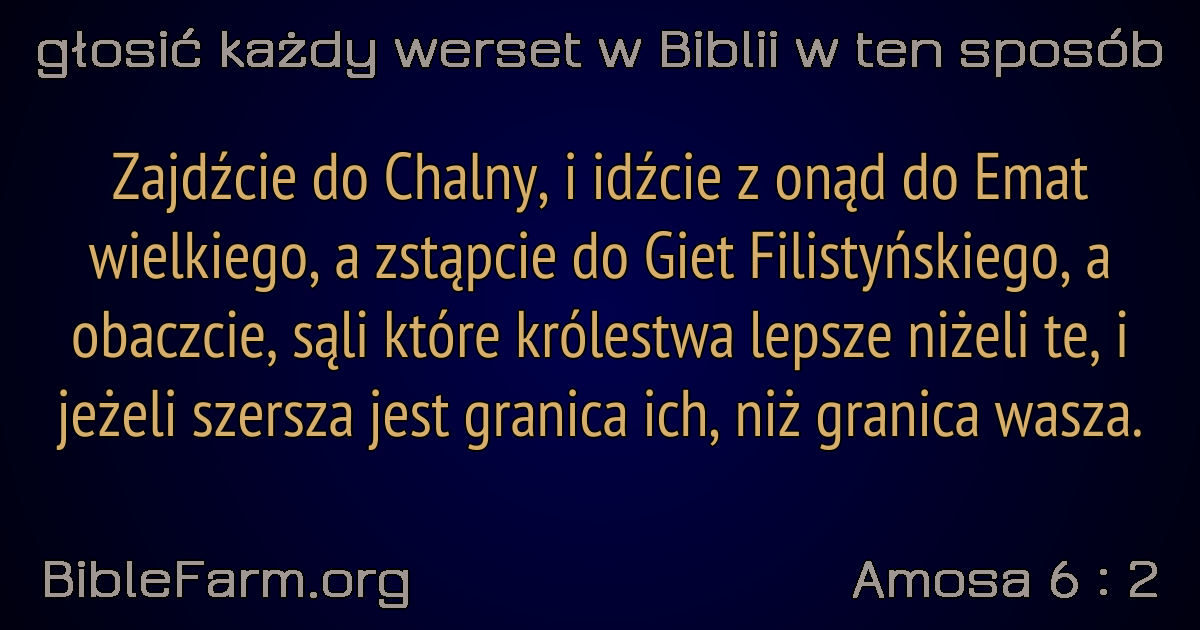 głosić każdy werset w Biblii w ten sposób
Zajdźcie do Chalny, i idźcie z onąd do Emat
wielkiego, a zstąpcie do Giet Filistyńskiego, a
obaczcie, sąli które królestwa lepsze niżeli te, i
jeżeli szersza jest granica ich, niż granica wasza.
BibleFarm.org
Amosa 6 : 2